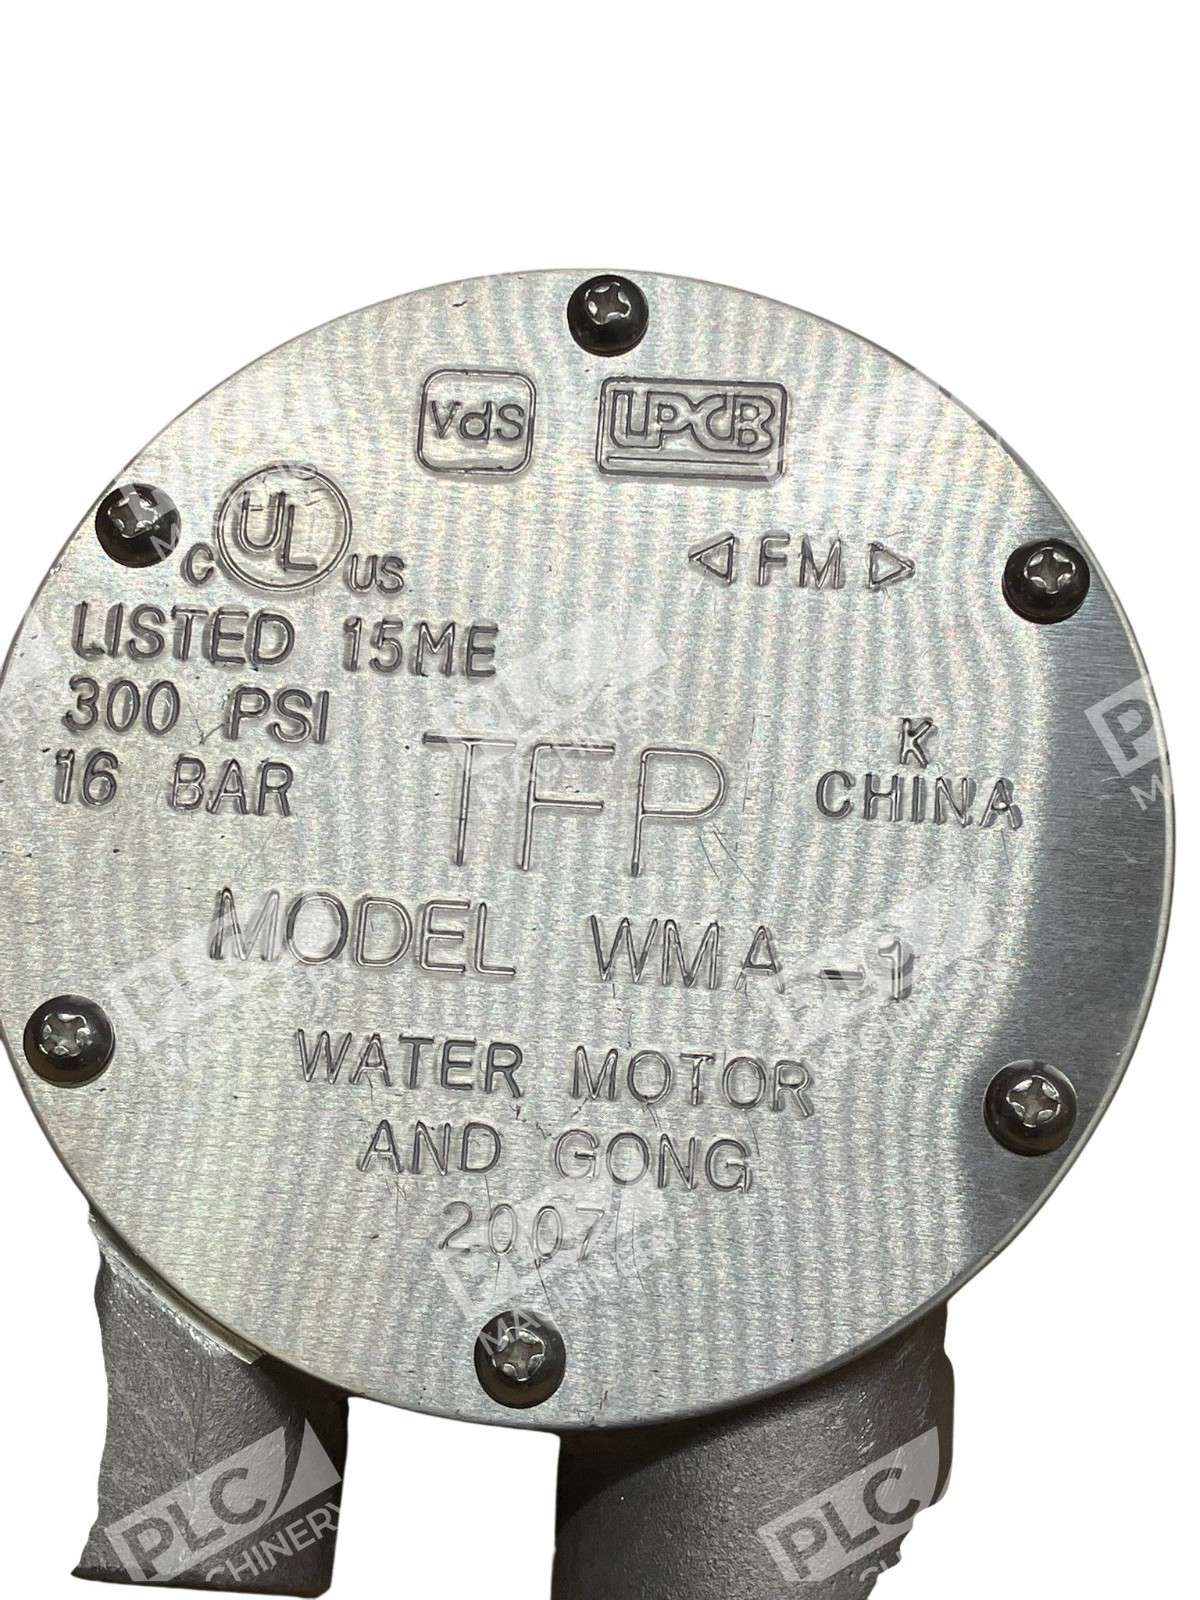 VdS LPCB
C UL US
FM
LISTED 15ME
300 PSI
16 BAR
TFP
K
CHINA
MODEL WMA-1
WATER MOTOR
AND GONG
2007
PLC
MACHINERY